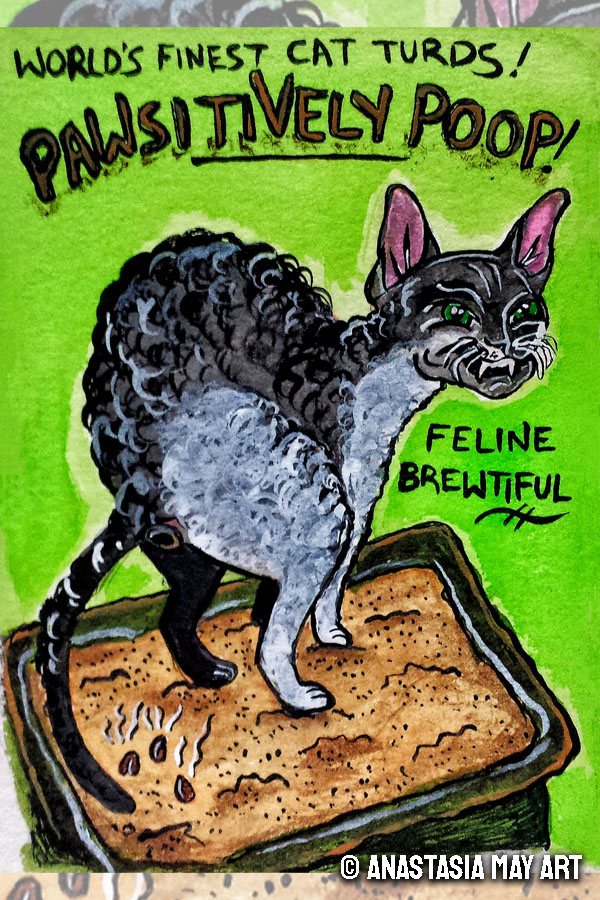 WORLD'S FINEST CAT TURDS!
PAWSITIVELY POOP!
FELINE
BREWTIFUL
© ANASTASIA MAY ART